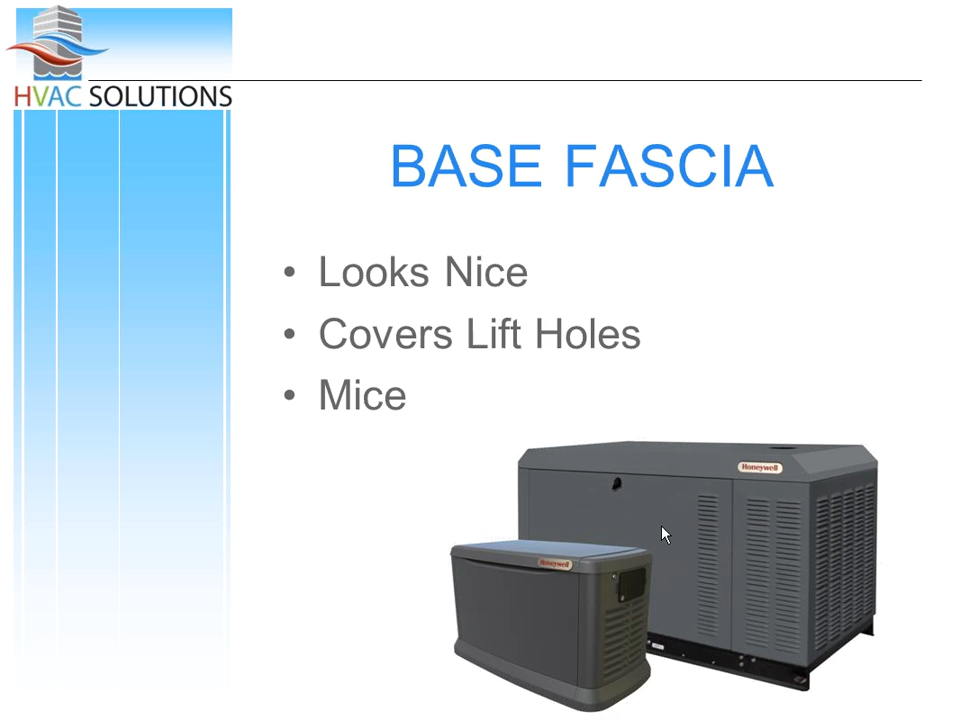 HVAC SOLUTIONS
BASE FASCIA
• Looks Nice
• Covers Lift Holes
• Mice
Honeywell
Honeywell